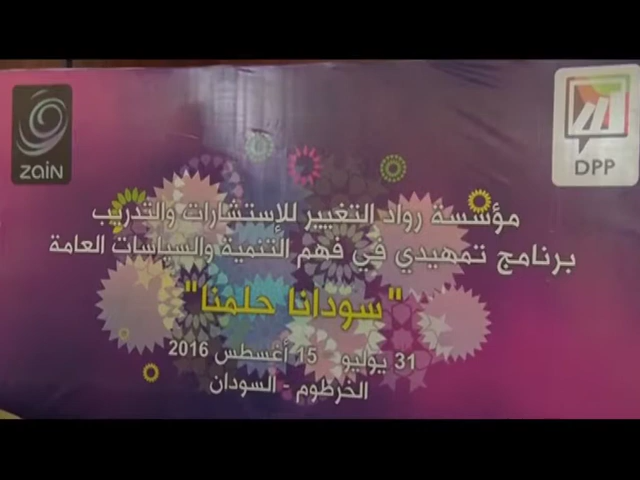 zain
DPP
مؤسسة رواد التغيير للإستشارات والتدريب
برنامج تمهيدي في فهم التنمية والسياسات العامة
"سودانا حلمنا"
31 يوليو 15 أغسطس 2016
الخرطوم - السودان